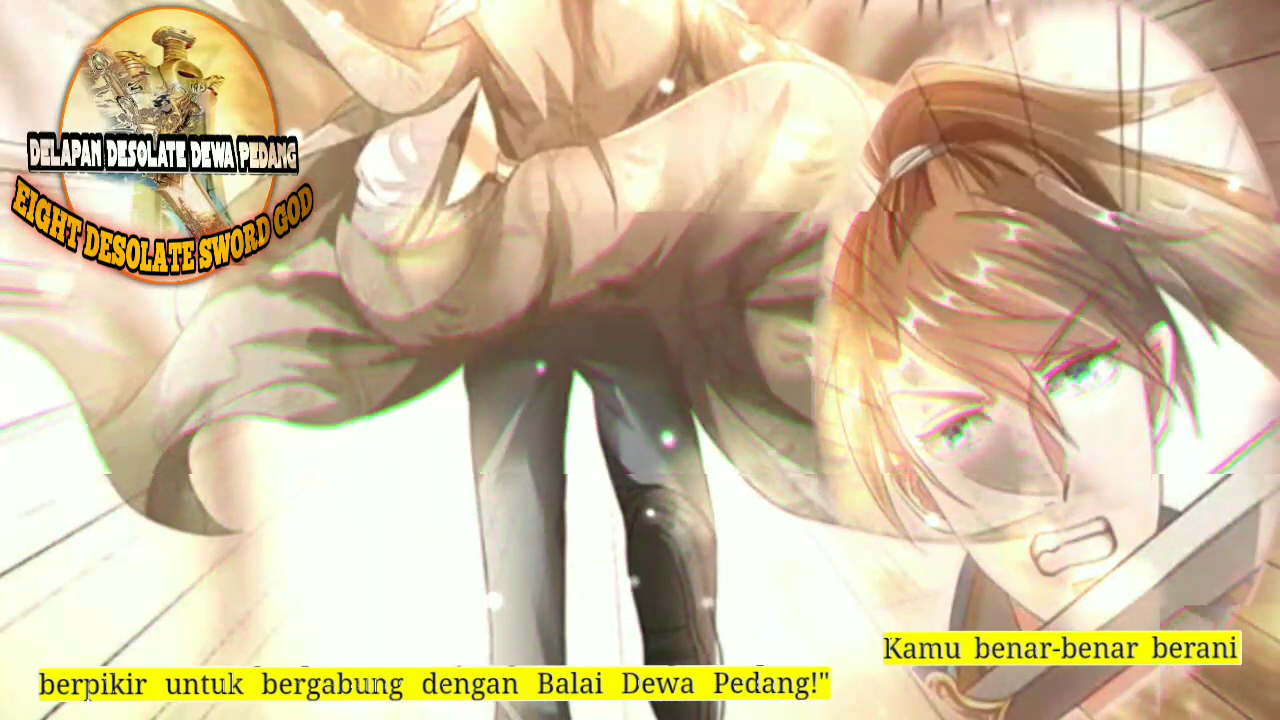 DELAPAN DESOLATE DEWA PEDANG
EIGHT DESOLATE SWORD GOD
Kamu benar-benar berani
berpikir untuk bergabung dengan Balai Dewa Pedang!"